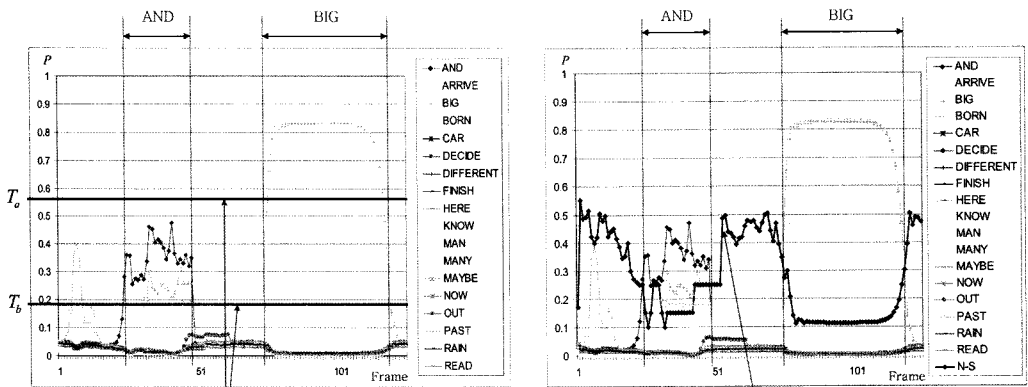 AND BIG
P
1
0.9
0.8
0.7
0.6
0.5
0.4
0.3
0.2
0.1
0
T_a
T_b
1 51 101
Frame
AND
ARRIVE
BIG
BORN
CAR
DECIDE
DIFFERENT
FINISH
HERE
KNOW
MAN
MANY
MAYBE
NOW
OUT
PAST
RAIN
READ
AND BIG
P
1
0.9
0.8
0.7
0.6
0.5
0.4
0.3
0.2
0.1
0
1 51 101
Frame
AND
ARRIVE
BIG
BORN
CAR
DECIDE
DIFFERENT
FINISH
HERE
KNOW
MAN
MANY
MAYBE
NOW
OUT
PAST
RAIN
READ
N-S